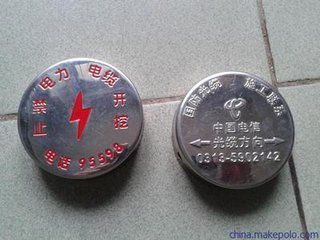 电力 电缆
禁止 开挖
电话 95598
国防光缆 施工联系
中国电信
光缆方向
0313-5902142
china.makepolo.com